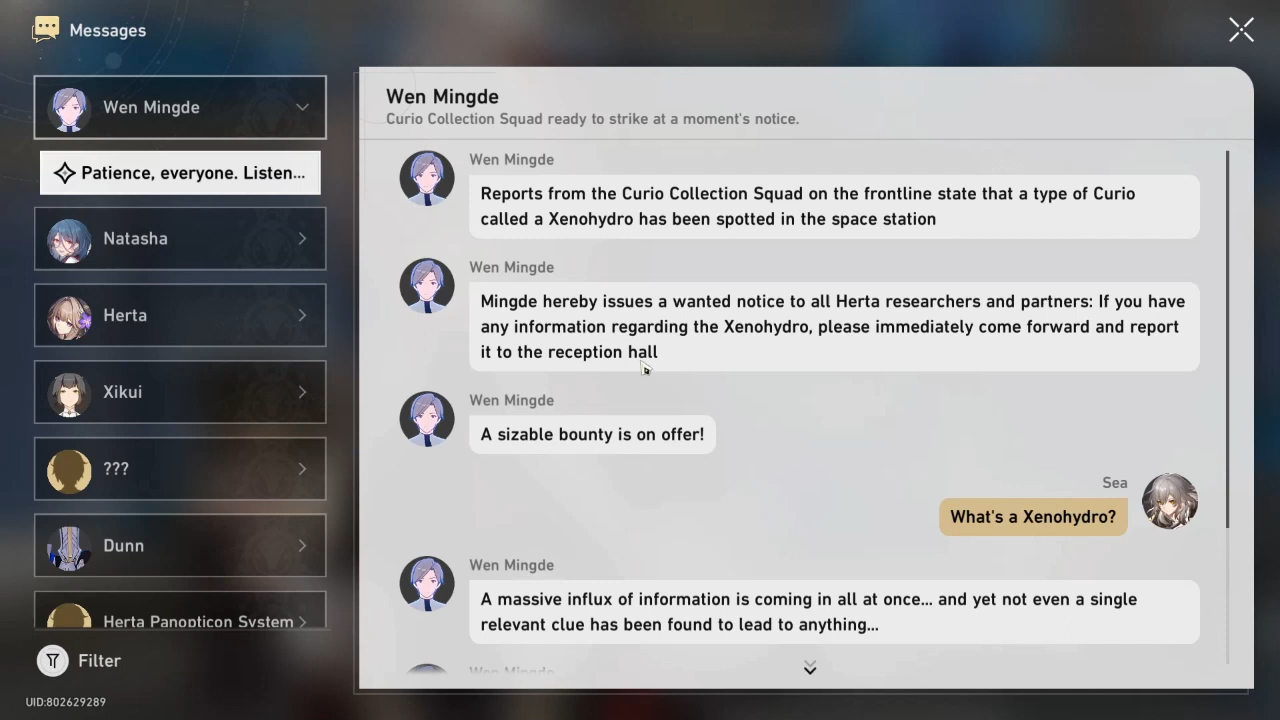 Messages
Wen Mingde
Patience, everyone. Listen...
Natasha
Herta
Xikui
???
Dunn
Herta Panopticon System
Filter
UID:802629289
Wen Mingde
Curio Collection Squad ready to strike at a moment's notice.
Wen Mingde
Reports from the Curio Collection Squad on the frontline state that a type of Curio
called a Xenohydro has been spotted in the space station
Wen Mingde
Mingde hereby issues a wanted notice to all Herta researchers and partners: If you have
any information regarding the Xenohydro, please immediately come forward and report
it to the reception hall
Wen Mingde
A sizable bounty is on offer!
Sea
What's a Xenohydro?
Wen Mingde
A massive influx of information is coming in all at once... and yet not even a single
relevant clue has been found to lead to anything...
Wen Mingde